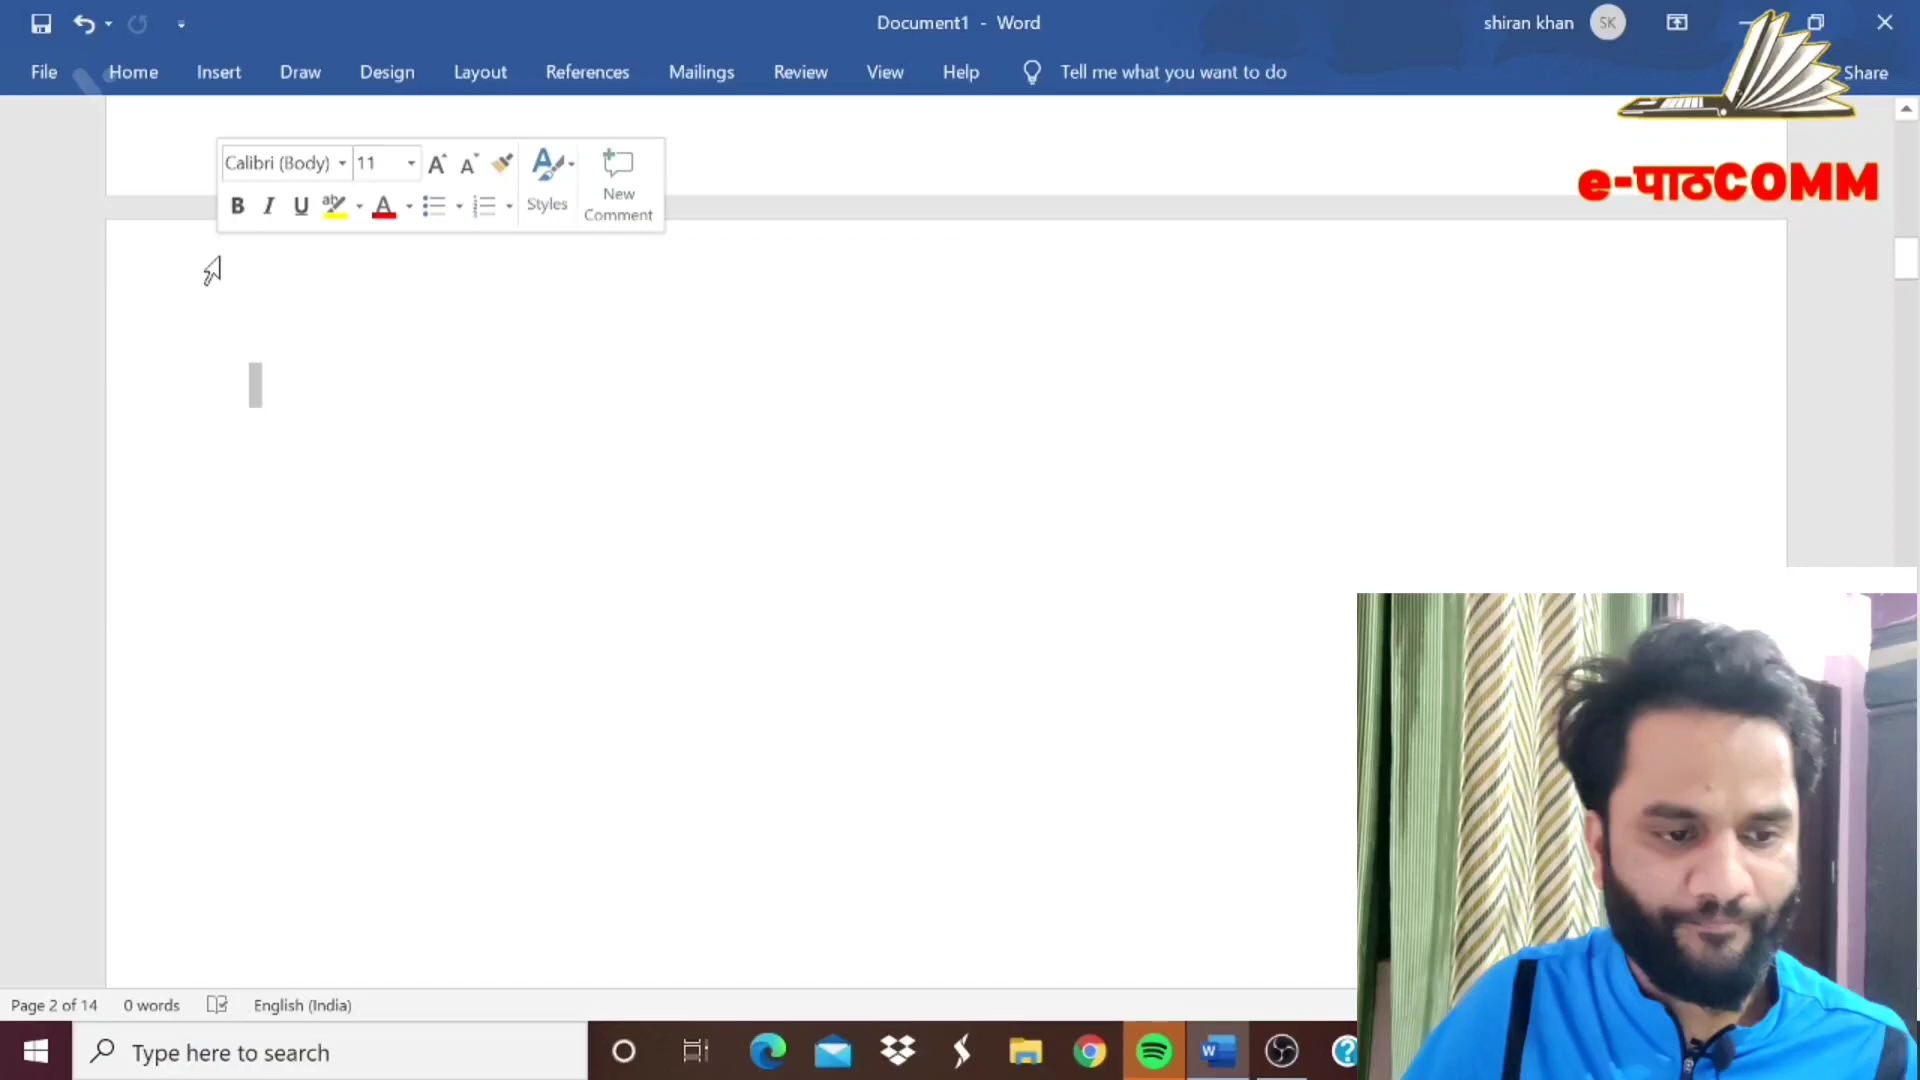 Document1 - Word
shiran khan SK
File Home Insert Draw Design Layout References Mailings Review View Help Tell me what you want to do Share
e-पाठCOMM
Calibri (Body) 11
New
Comment
B I U Styles
Page 2 of 14 0 words English (India)
Type here to search